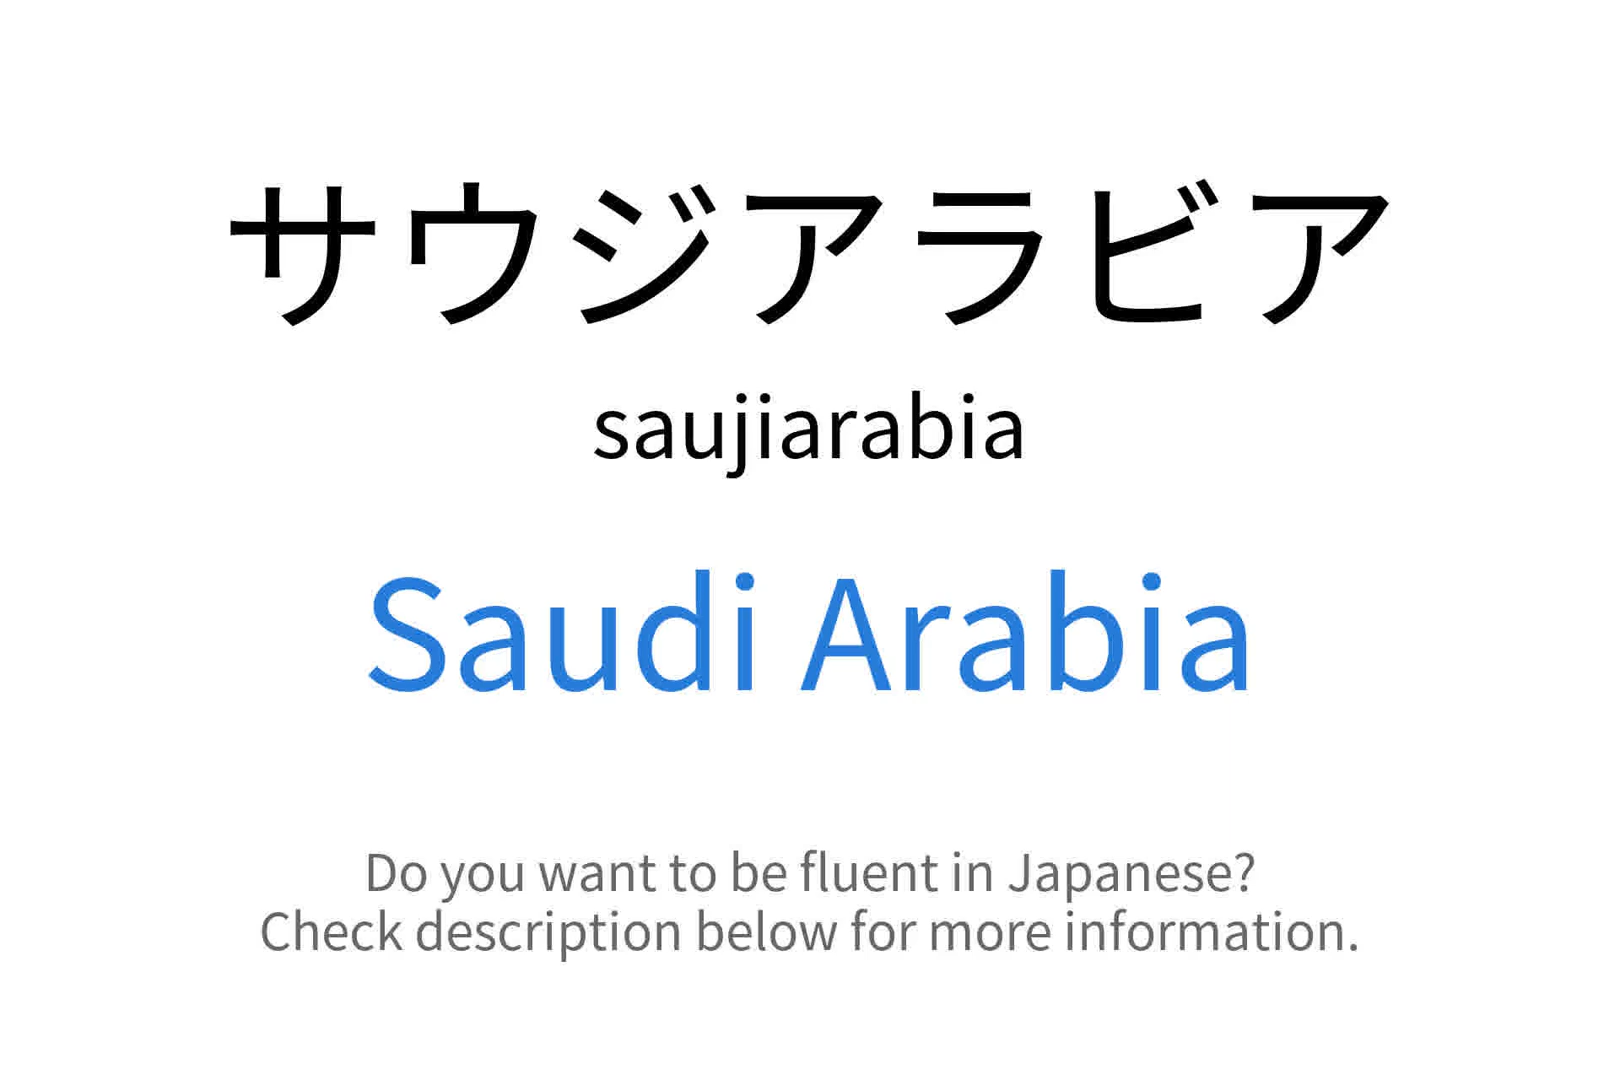 サウジアラビア
saujiarabia
Saudi Arabia
Do you want to be fluent in Japanese?
Check description below for more information.